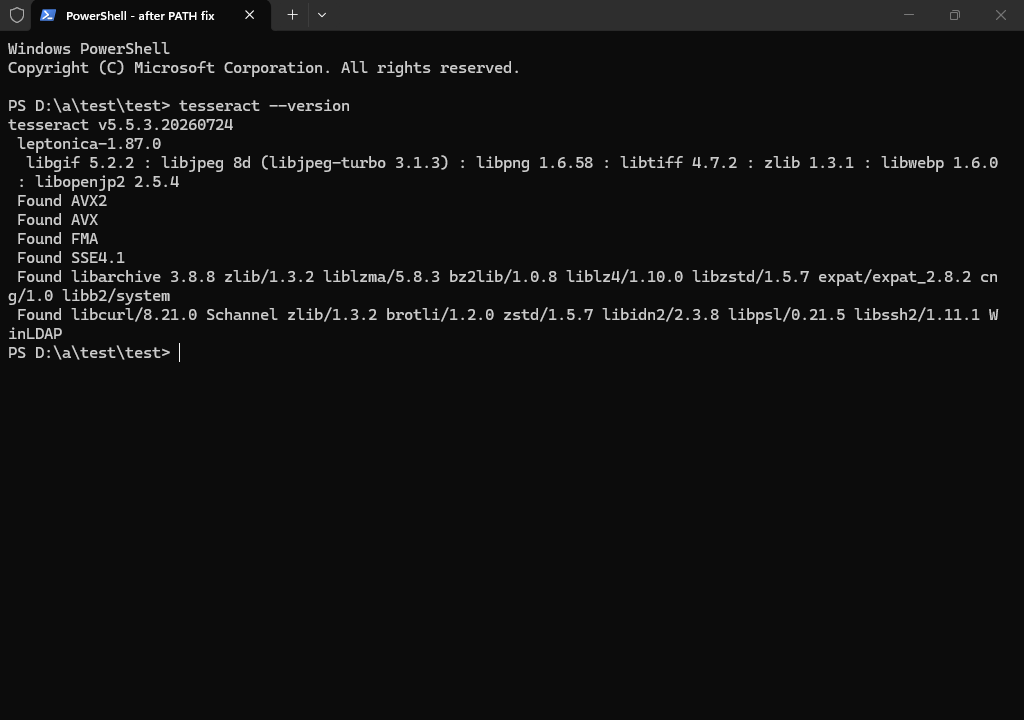 PowerShell - after PATH fix
Windows PowerShell
Copyright (C) Microsoft Corporation. All rights reserved.
PS D:\a\test\test> tesseract --version
tesseract v5.5.3.20260724
 leptonica-1.87.0
  libgif 5.2.2 : libjpeg 8d (libjpeg-turbo 3.1.3) : libpng 1.6.58 : libtiff 4.7.2 : zlib 1.3.1 : libwebp 1.6.0
 : libopenjp2 2.5.4
 Found AVX2
 Found AVX
 Found FMA
 Found SSE4.1
 Found libarchive 3.8.8 zlib/1.3.2 liblzma/5.8.3 bz2lib/1.0.8 liblz4/1.10.0 libzstd/1.5.7 expat/expat_2.8.2 cn
g/1.0 libb2/system
 Found libcurl/8.21.0 Schannel zlib/1.3.2 brotli/1.2.0 zstd/1.5.7 libidn2/2.3.8 libpsl/0.21.5 libssh2/1.11.1 W
inLDAP
PS D:\a\test\test>